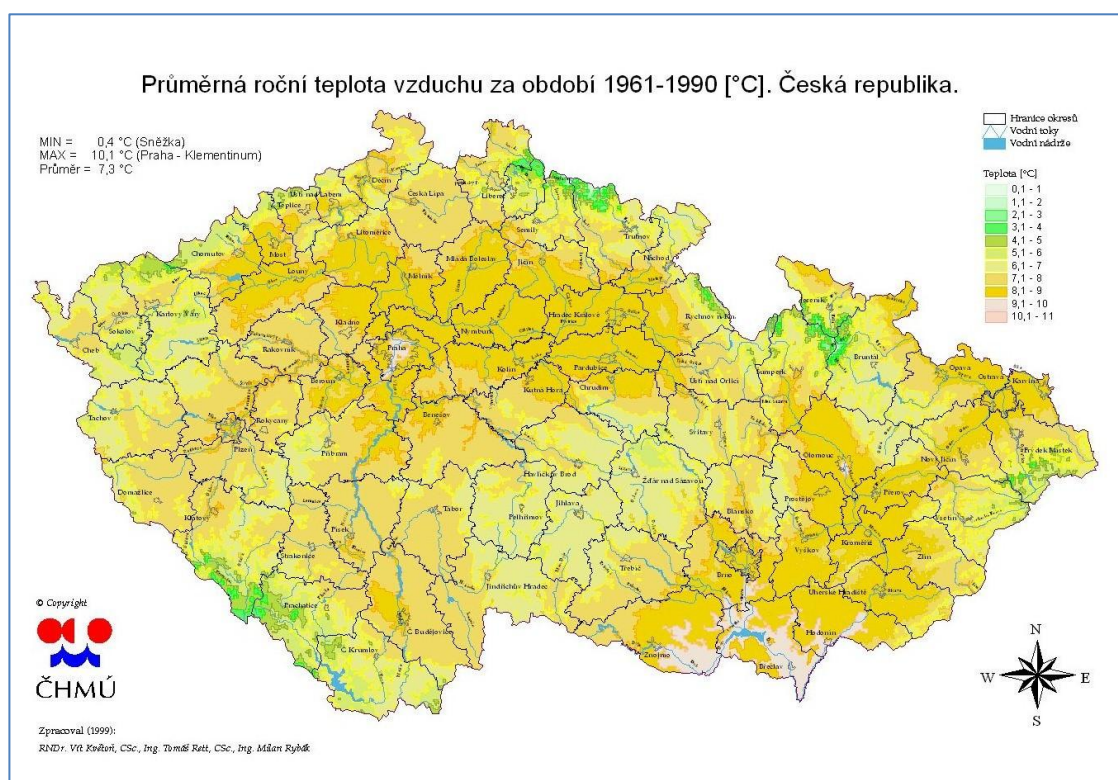 Průměrná roční teplota vzduchu za období 1961-1990 [°C]. Česká republika.
MIN = 0,4 °C (Sněžka)
MAX = 10,1 °C (Praha - Klementinum)
Průměr = 7,3 °C
Hranice okresů
Vodní toky
Vodní nádrže
Teplota [°C]
0,1 - 1
1,1 - 2
2,1 - 3
3,1 - 4
4,1 - 5
5,1 - 6
6,1 - 7
7,1 - 8
8,1 - 9
9,1 - 10
10,1 - 11
Děčín
Ústí nad Labem
Teplice
Česká Lípa
Liberec
Semily
Trutnov
Litoměřice
Chomutov
Most
Louny
Mladá Boleslav
Jičín
Náchod
Mělník
Karlovy Vary
Sokolov
Cheb
Kladno
Nymburk
Hradec Králové
Rychnov n. Kn.
Rakovník
Praha
Kolín
Pardubice
Beroun
Kutná Hora
Chrudim
Ústí nad Orlicí
Šumperk
Bruntál
Opava
Ostrava
Karviná
Tachov
Rokycany
Benešov
Plzeň
Příbram
Svitavy
Olomouc
Nový Jičín
Frýdek Místek
Havlíčkův Brod
Žďár nad Sázavou
Domažlice
Klatovy
Tábor
Pelhřimov
Jihlava
Prostějov
Přerov
Blansko
Vsetín
Písek
Vyškov
Kroměříž
Zlín
Strakonice
Třebíč
Brno
Jindřichův Hradec
Uherské Hradiště
Prachatice
Č. Budějovice
Č. Krumlov
Znojmo
Hodonín
Břeclav
© Copyright
ČHMÚ
N
W
E
S
Zpracoval (1999):
RNDr. Vít Květoň, CSc., Ing. Tomáš Rett, CSc., Ing. Milan Rybák